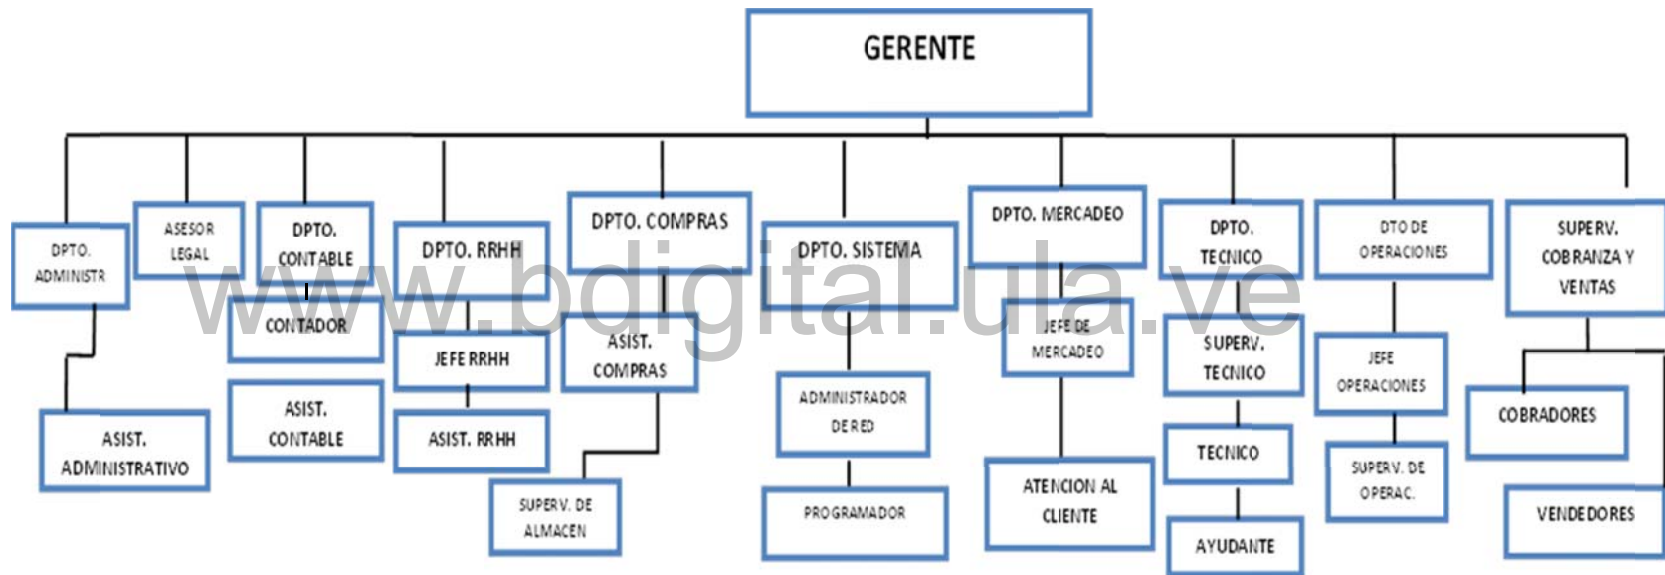 GERENTE
DPTO.
ADMINISTR
ASIST.
ADMINISTRATIVO
ASESOR
LEGAL
DPTO.
CONTABLE
CONTADOR
ASIST.
CONTABLE
DPTO. RRHH
JEFE RRHH
ASIST. RRHH
DPTO. COMPRAS
ASIST.
COMPRAS
SUPERV. DE
ALMACEN
DPTO. SISTEMA
ADMINISTRADOR
DE RED
PROGRAMADOR
DPTO. MERCADEO
JEFE DE
MERCADEO
ATENCION AL
CLIENTE
DPTO.
TECNICO
SUPERV.
TECNICO
TECNICO
AYUDANTE
DTO DE
OPERACIONES
JEFE
OPERACIONES
SUPERV. DE
OPERAC.
SUPERV.
COBRANZA Y
VENTAS
COBRADORES
VENDEDORES
www.bdigital.ula.ve